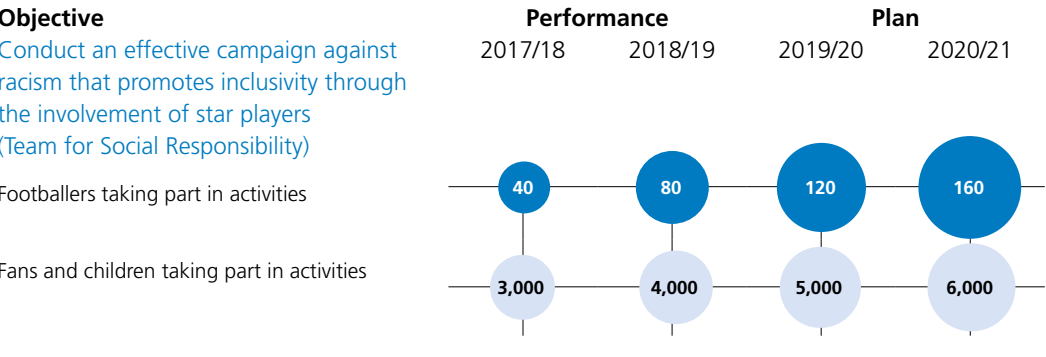 Objective Performance Plan
Conduct an effective campaign against 2017/18 2018/19 2019/20 2020/21
racism that promotes inclusivity through
the involvement of star players
(Team for Social Responsibility)
Footballers taking part in activities 40 80 120 160
Fans and children taking part in activities
3,000 4,000 5,000 6,000